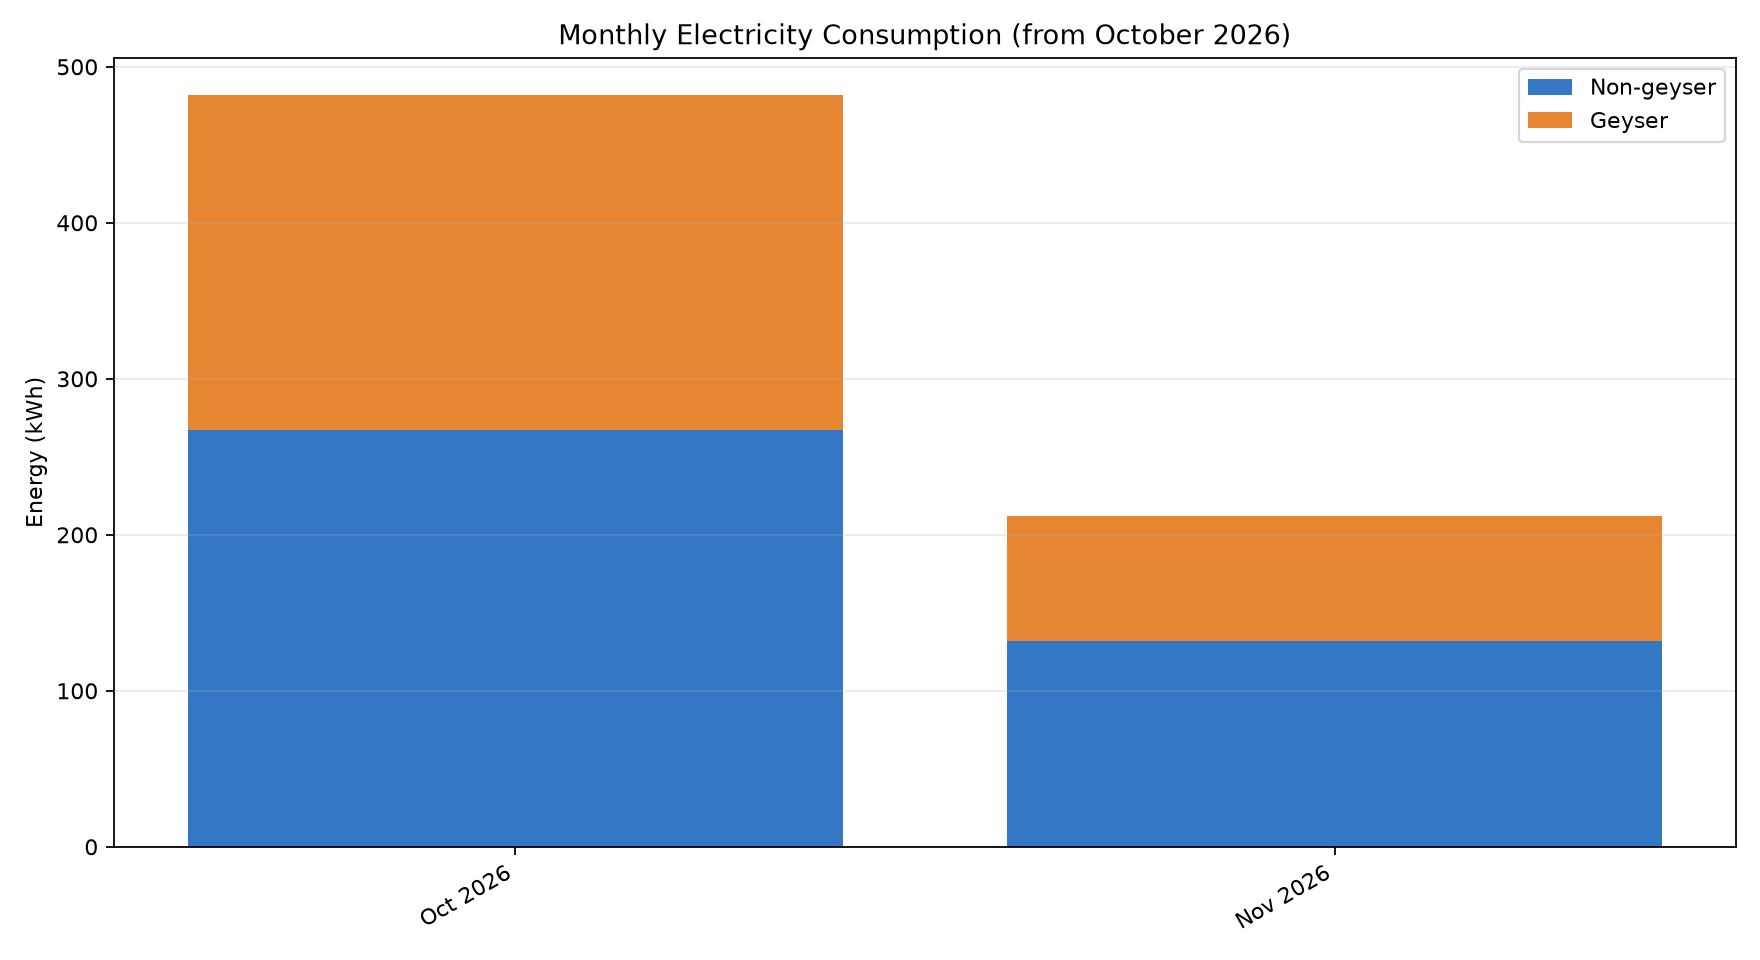 Monthly Electricity Consumption (from October 2026)
Non-geyser
Geyser
Energy (kWh)
500
400
300
200
100
0
Oct 2026
Nov 2026